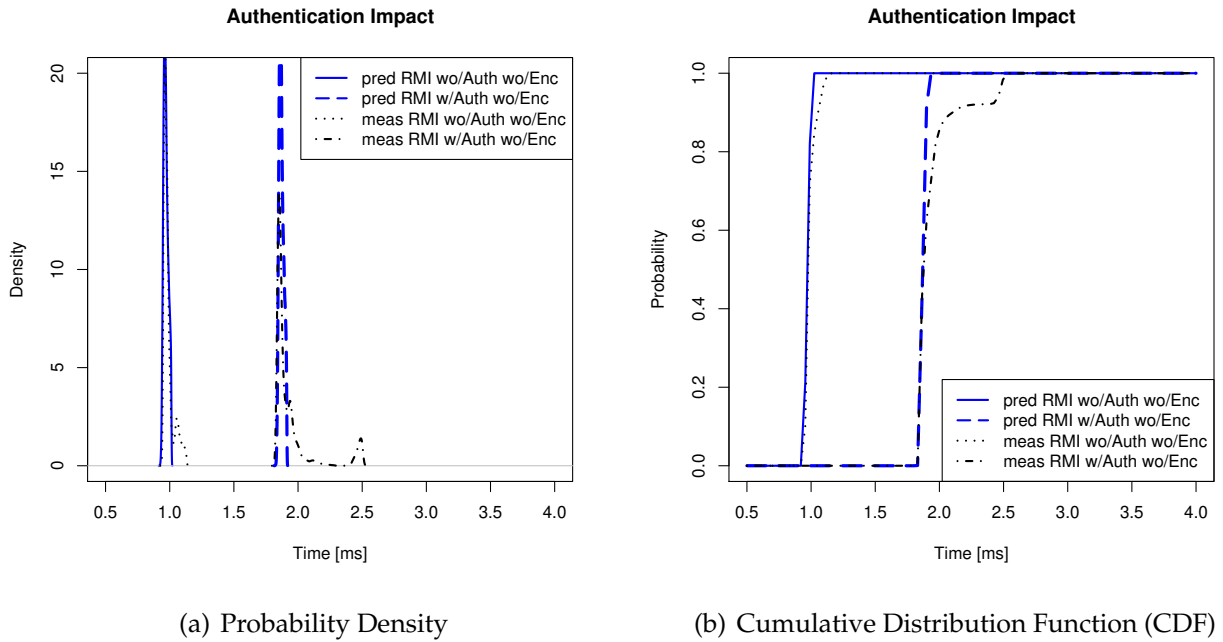 Authentication Impact
Density
0
5
10
15
20
pred RMI wo/Auth wo/Enc
pred RMI w/Auth wo/Enc
meas RMI wo/Auth wo/Enc
meas RMI w/Auth wo/Enc
0.5 1.0 1.5 2.0 2.5 3.0 3.5 4.0
Time [ms]
(a) Probability Density
Authentication Impact
Probability
0.0
0.2
0.4
0.6
0.8
1.0
pred RMI wo/Auth wo/Enc
pred RMI w/Auth wo/Enc
meas RMI wo/Auth wo/Enc
meas RMI w/Auth wo/Enc
0.5 1.0 1.5 2.0 2.5 3.0 3.5 4.0
Time [ms]
(b) Cumulative Distribution Function (CDF)